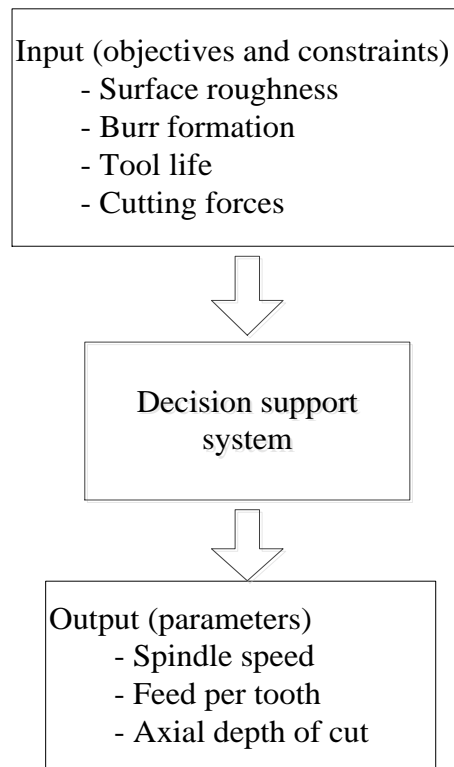 Input (objectives and constraints)
- Surface roughness
- Burr formation
- Tool life
- Cutting forces
Decision support
system
Output (parameters)
- Spindle speed
- Feed per tooth
- Axial depth of cut